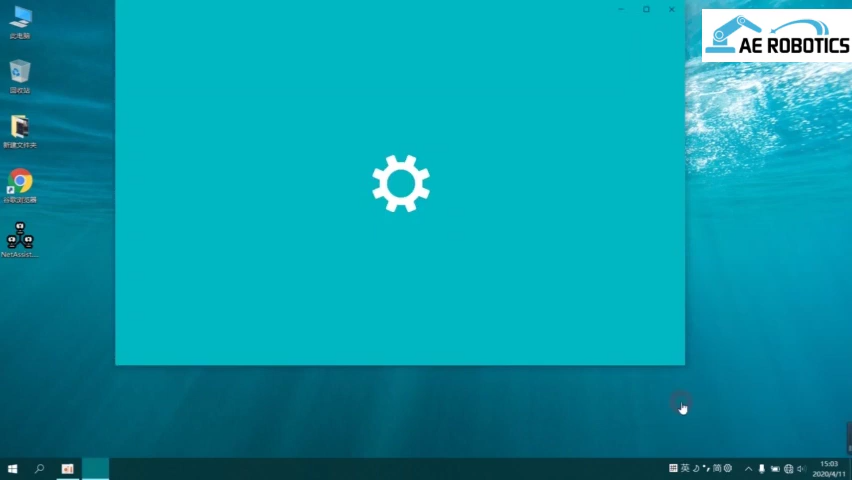 此电脑
AE ROBOTICS
回收站
新建文件夹
谷歌浏览器
NetAssist...
英
简
15:03
2020/4/11